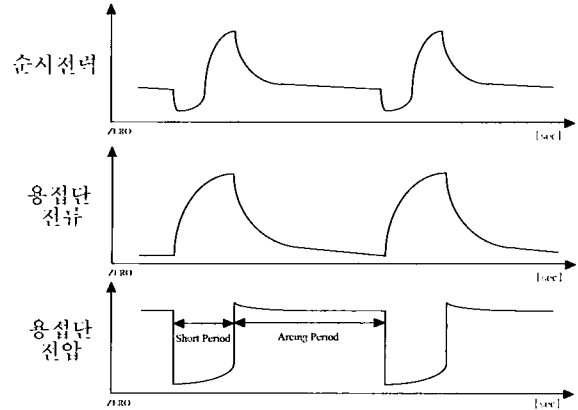 순시전력
ZERO
[sec]
용접단
전류
ZERO
[sec]
용접단
전압
Short Period
Arcing Period
ZERO
[sec]